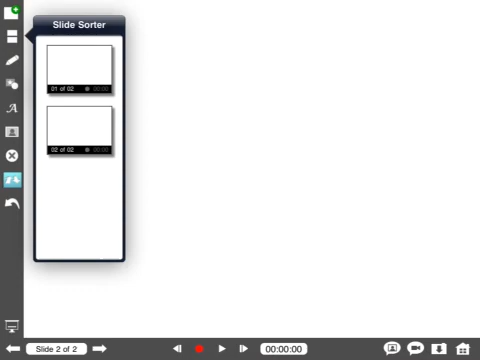 Slide Sorter
01 of 02 00:00
02 of 02 00:00
A
Slide 2 of 2 00:00:00